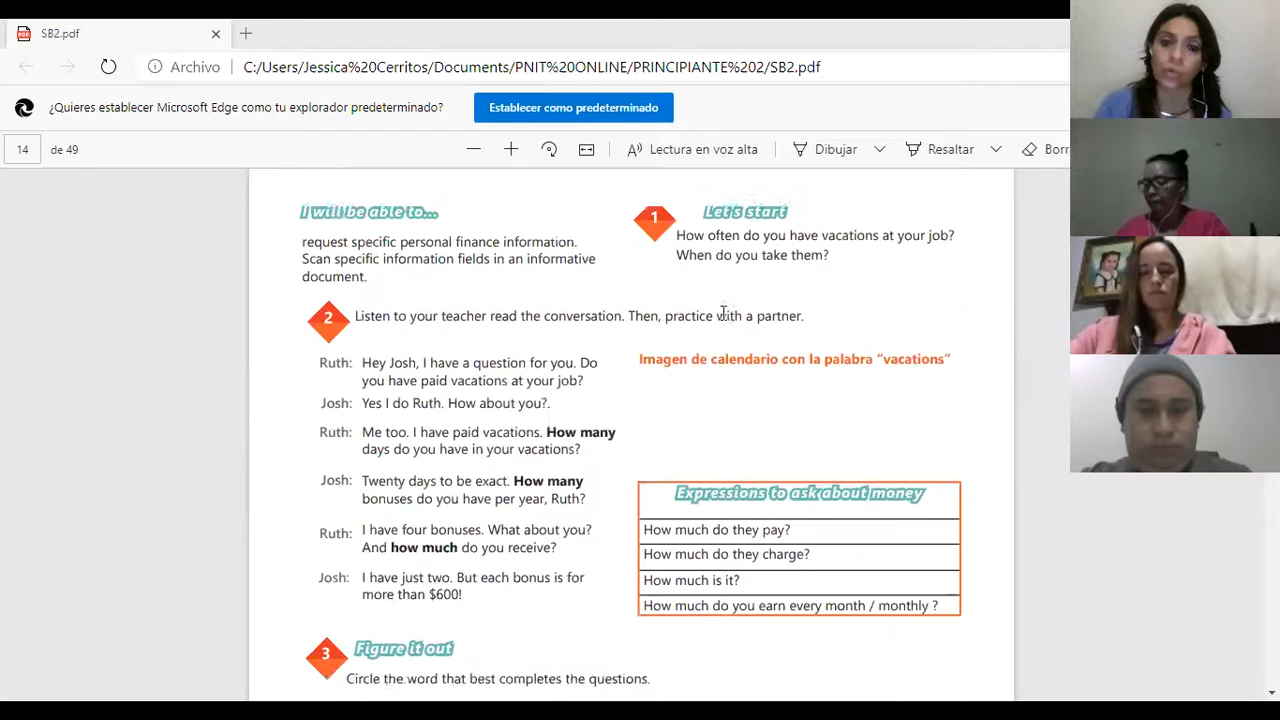 SB2.pdf
Archivo C:/Users/Jessica%20Cerritos/Documents/PNIT%20ONLINE/PRINCIPIANTE%202/SB2.pdf
¿Quieres establecer Microsoft Edge como tu explorador predeterminado? Establecer como predeterminado
14 de 49 Lectura en voz alta Dibujar Resaltar Borr
I will be able to...
request specific personal finance information.
Scan specific information fields in an informative
document.
1 Let's start
How often do you have vacations at your job?
When do you take them?
2 Listen to your teacher read the conversation. Then, practice with a partner.
Ruth: Hey Josh, I have a question for you. Do
you have paid vacations at your job?
Josh: Yes I do Ruth. How about you?.
Ruth: Me too. I have paid vacations. How many
days do you have in your vacations?
Josh: Twenty days to be exact. How many
bonuses do you have per year, Ruth?
Ruth: I have four bonuses. What about you?
And how much do you receive?
Josh: I have just two. But each bonus is for
more than $600!
Imagen de calendario con la palabra "vacations"
Expressions to ask about money
How much do they pay?
How much do they charge?
How much is it?
How much do you earn every month / monthly ?
3 Figure it out
Circle the word that best completes the questions.